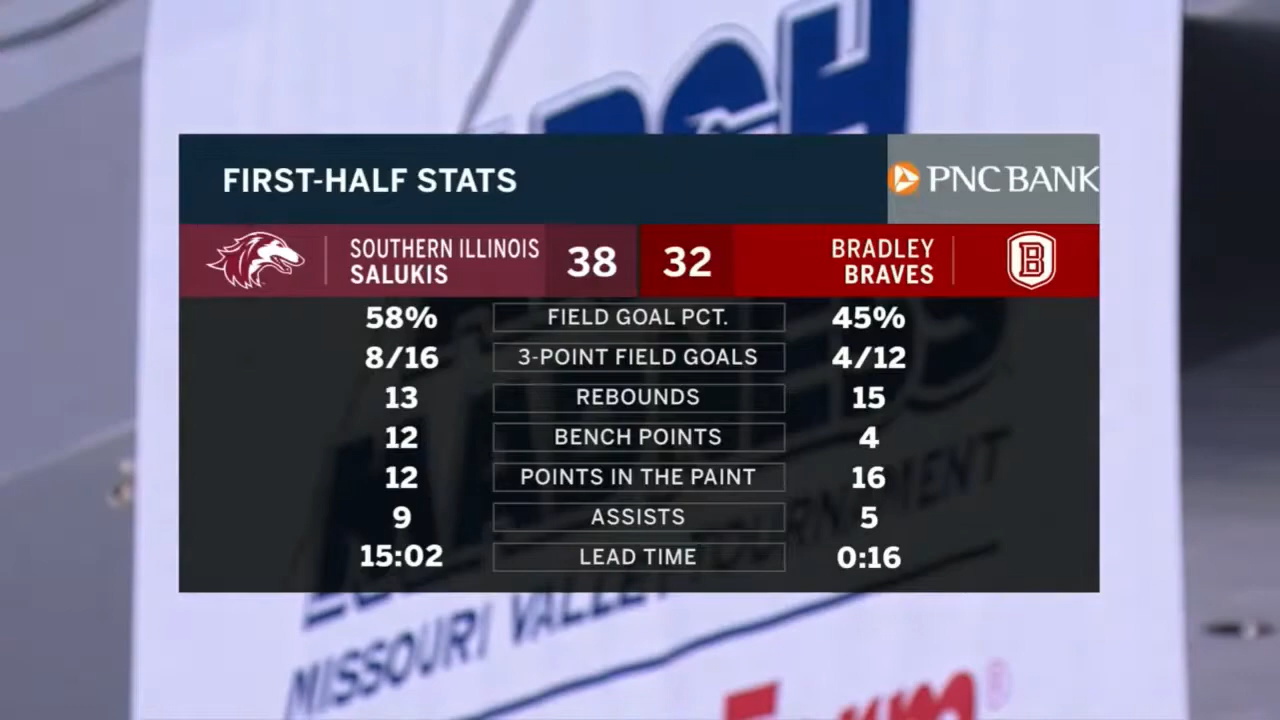 FIRST-HALF STATS
PNC BANK
SOUTHERN ILLINOIS
SALUKIS
38
32
BRADLEY
BRAVES
B
58% FIELD GOAL PCT. 45%
8/16 3-POINT FIELD GOALS 4/12
13 REBOUNDS 15
12 BENCH POINTS 4
12 POINTS IN THE PAINT 16
9 ASSISTS 5
15:02 LEAD TIME 0:16
MISSOURI VALLEY